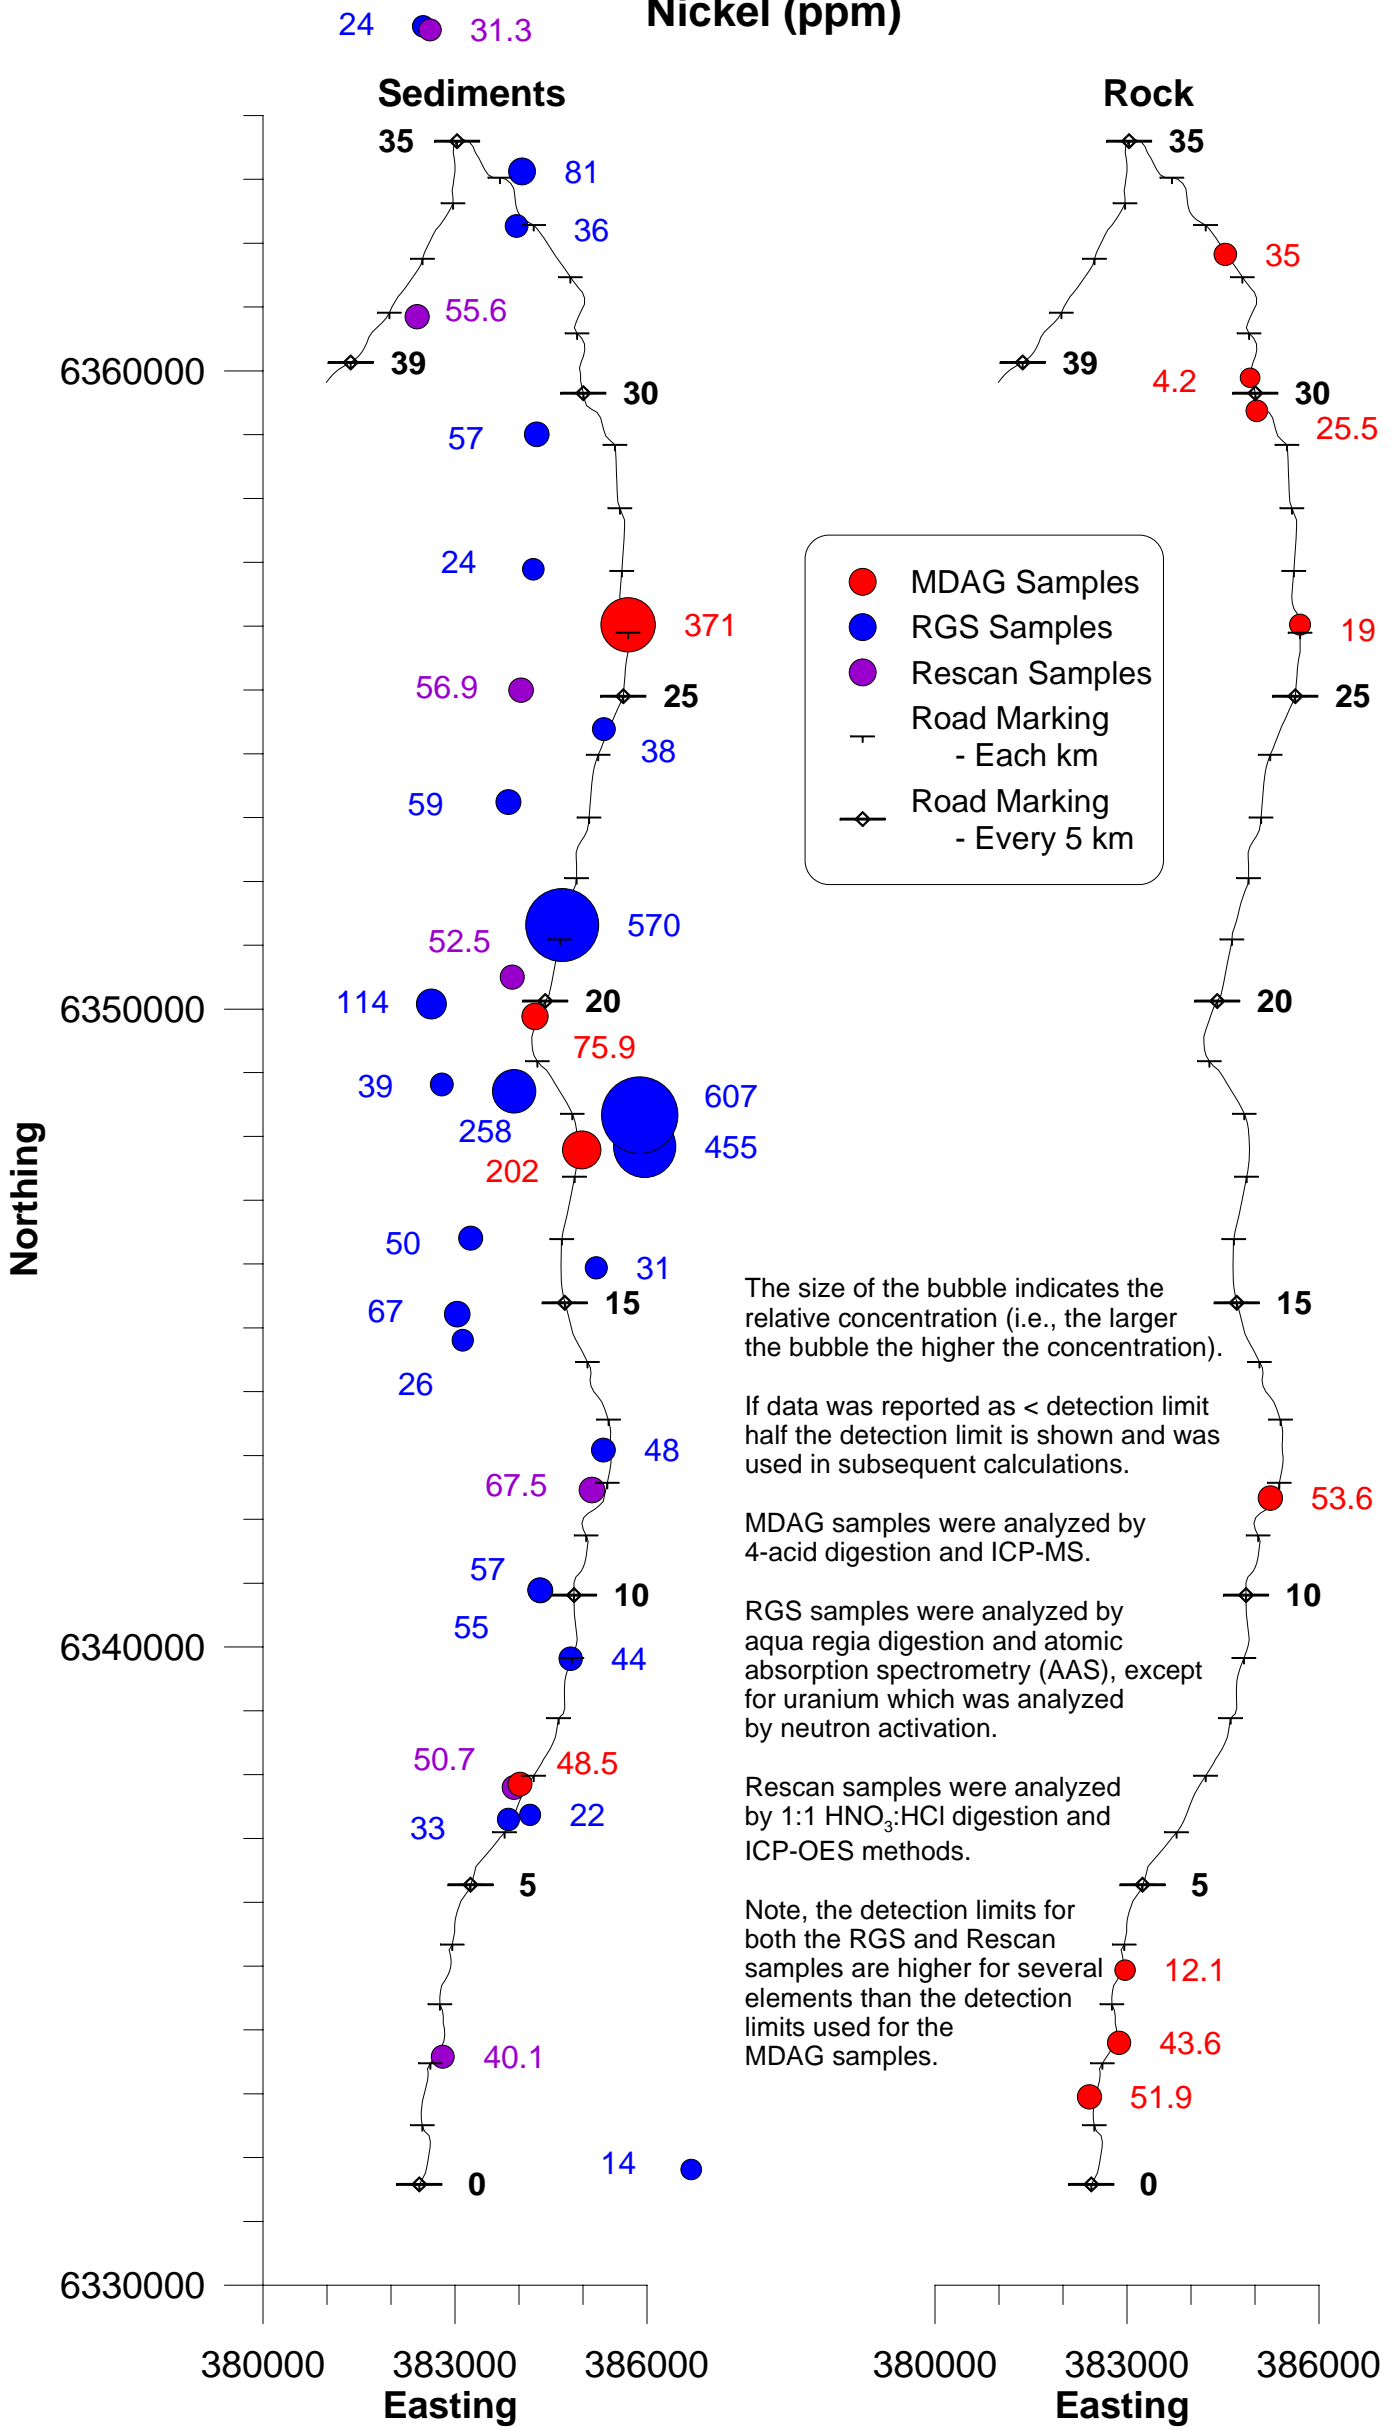 Nickel (ppm)
24
31.3
Sediments
Rock
35
35
81
36
35
55.6
6360000
39
39
4.2
30
30
57
25.5
24
371
19
56.9
25
25
38
59
MDAG Samples
RGS Samples
Rescan Samples
Road Marking
- Each km
Road Marking
- Every 5 km
570
52.5
114
6350000
20
20
75.9
39
607
258
455
202
Northing
50
31
67
15
15
26
48
67.5
53.6
57
10
10
55
6340000
44
50.7
48.5
33
22
5
5
12.1
40.1
43.6
51.9
14
0
0
The size of the bubble indicates the
relative concentration (i.e., the larger
the bubble the higher the concentration).
If data was reported as < detection limit
half the detection limit is shown and was
used in subsequent calculations.
MDAG samples were analyzed by
4-acid digestion and ICP-MS.
RGS samples were analyzed by
aqua regia digestion and atomic
absorption spectrometry (AAS), except
for uranium which was analyzed
by neutron activation.
Rescan samples were analyzed
by 1:1 HNO₃:HCl digestion and
ICP-OES methods.
Note, the detection limits for
both the RGS and Rescan
samples are higher for several
elements than the detection
limits used for the
MDAG samples.
6330000
380000
383000
386000
380000
383000
386000
Easting
Easting